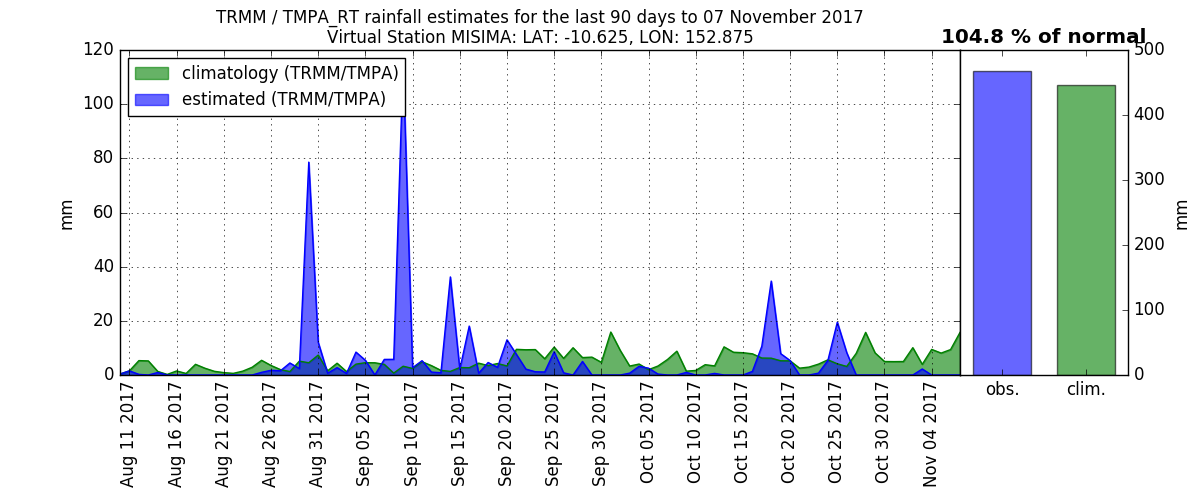 TRMM / TMPA_RT rainfall estimates for the last 90 days to 07 November 2017
Virtual Station MISIMA: LAT: -10.625, LON: 152.875
104.8 % of normal
climatology (TRMM/TMPA)
estimated (TRMM/TMPA)
120
100
80
60
40
20
0
mm
Aug 11 2017
Aug 16 2017
Aug 21 2017
Aug 26 2017
Aug 31 2017
Sep 05 2017
Sep 10 2017
Sep 15 2017
Sep 20 2017
Sep 25 2017
Sep 30 2017
Oct 05 2017
Oct 10 2017
Oct 15 2017
Oct 20 2017
Oct 25 2017
Oct 30 2017
Nov 04 2017
obs.
clim.
500
400
300
200
100
0
mm